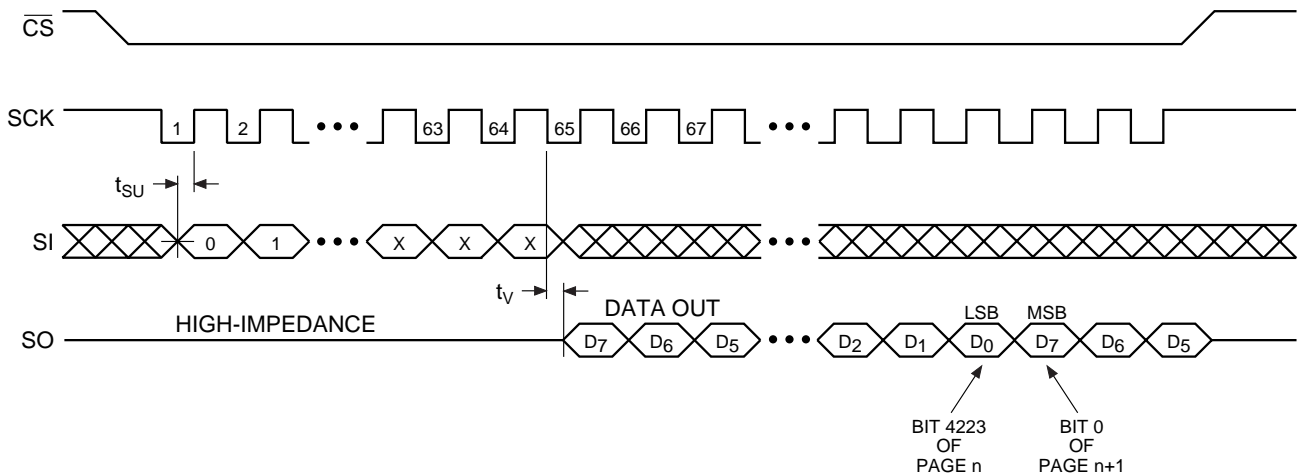 CS
SCK
1 2 ••• 63 64 65 66 67 •••
tSU
SI
0 1 ••• X X X •••
tV
HIGH-IMPEDANCE
DATA OUT
LSB MSB
SO
D7 D6 D5 ••• D2 D1 D0 D7 D6 D5
BIT 4223
OF
PAGE n
BIT 0
OF
PAGE n+1